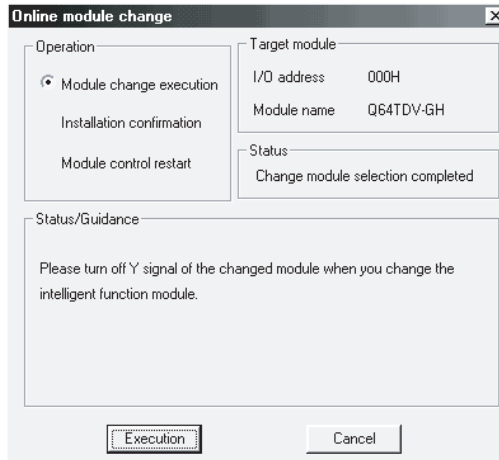 Online module change
Operation
Module change execution
Installation confirmation
Module control restart
Target module
I/O address 000H
Module name Q64TDV-GH
Status
Change module selection completed
Status/Guidance
Please turn off Y signal of the changed module when you change the
intelligent function module.
Execution
Cancel